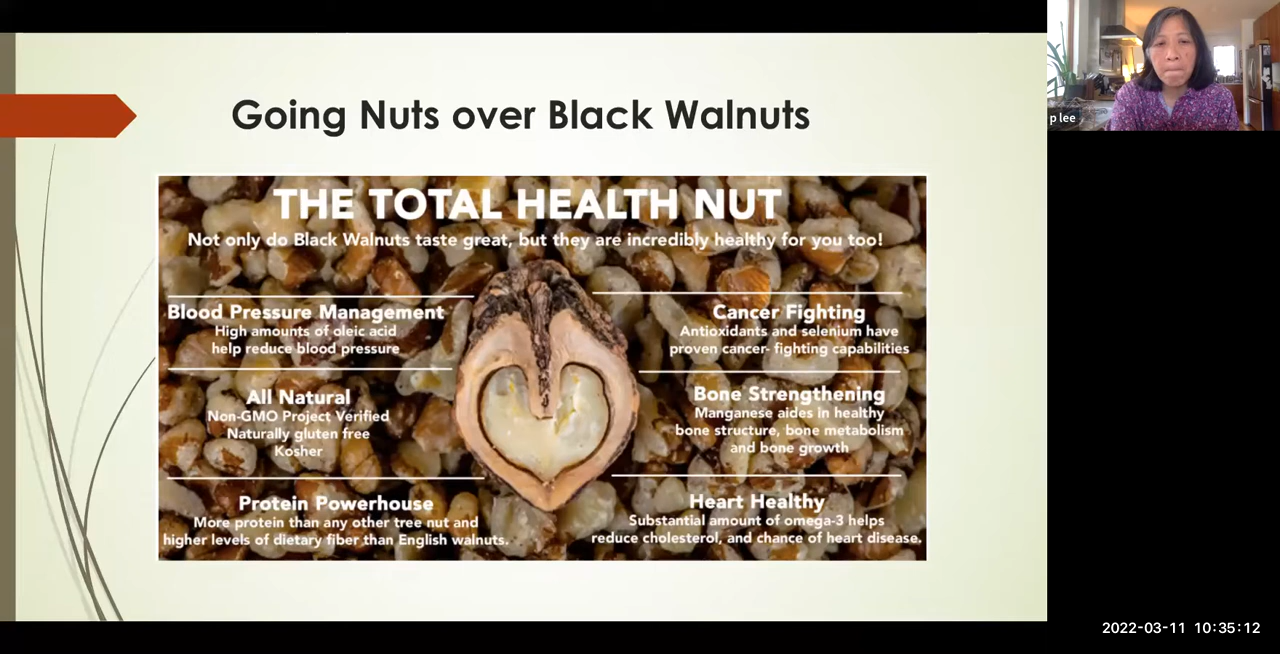 Going Nuts over Black Walnuts
THE TOTAL HEALTH NUT
Not only do Black Walnuts taste great, but they are incredibly healthy for you too!
Blood Pressure Management
High amounts of oleic acid
help reduce blood pressure
All Natural
Non-GMO Project Verified
Naturally gluten free
Kosher
Protein Powerhouse
More protein than any other tree nut and
higher levels of dietary fiber than English walnuts.
Cancer Fighting
Antioxidants and selenium have
proven cancer- fighting capabilities
Bone Strengthening
Manganese aides in healthy
bone structure, bone metabolism
and bone growth
Heart Healthy
Substantial amount of omega-3 helps
reduce cholesterol, and chance of heart disease.
p lee
2022-03-11 10:35:12